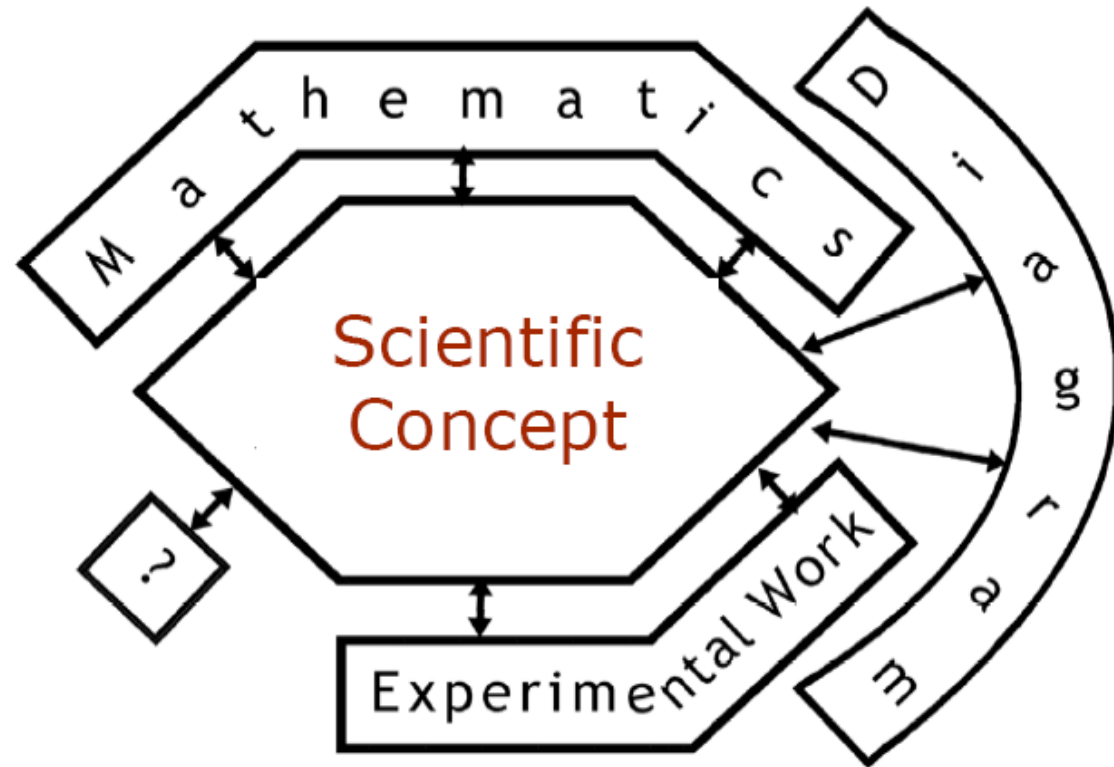 Mathematics
Diagram
Scientific
Concept
?
Experimental Work